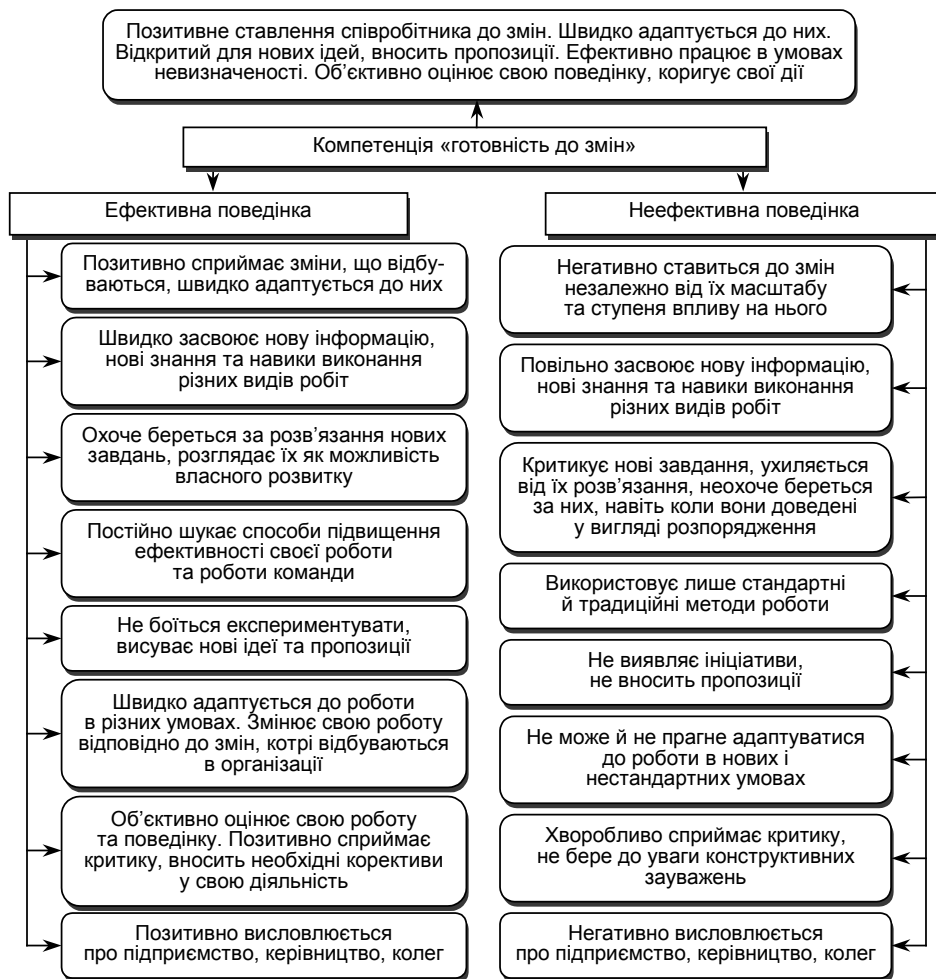 Позитивне ставлення співробітника до змін. Швидко адаптується до них.
Відкритий для нових ідей, вносить пропозиції. Ефективно працює в умовах
невизначеності. Об’єктивно оцінює свою поведінку, коригує свої дії
Компетенція «готовність до змін»
Ефективна поведінка
Неефективна поведінка
Позитивно сприймає зміни, що відбу-
ваються, швидко адаптується до них
Швидко засвоює нову інформацію,
нові знання та навики виконання
різних видів робіт
Охоче береться за розв’язання нових
завдань, розглядає їх як можливість
власного розвитку
Постійно шукає способи підвищення
ефективності своєї роботи
та роботи команди
Не боїться експериментувати,
висуває нові ідеї та пропозиції
Швидко адаптується до роботи
в різних умовах. Змінює свою роботу
відповідно до змін, котрі відбуваються
в організації
Об’єктивно оцінює свою роботу
та поведінку. Позитивно сприймає
критику, вносить необхідні корективи
у свою діяльність
Позитивно висловлюється
про підприємство, керівництво, колег
Негативно ставиться до змін
незалежно від їх масштабу
та ступеня впливу на нього
Повільно засвоює нову інформацію,
нові знання та навики виконання
різних видів робіт
Критикує нові завдання, ухиляється
від їх розв’язання, неохоче береться
за них, навіть коли вони доведені
у вигляді розпорядження
Використовує лише стандартні
й традиційні методи роботи
Не виявляє ініціативи,
не вносить пропозиції
Не може й не прагне адаптуватися
до роботи в нових і
нестандартних умовах
Хворобливо сприймає критику,
не бере до уваги конструктивних
зауважень
Негативно висловлюється
про підприємство, керівництво, колег